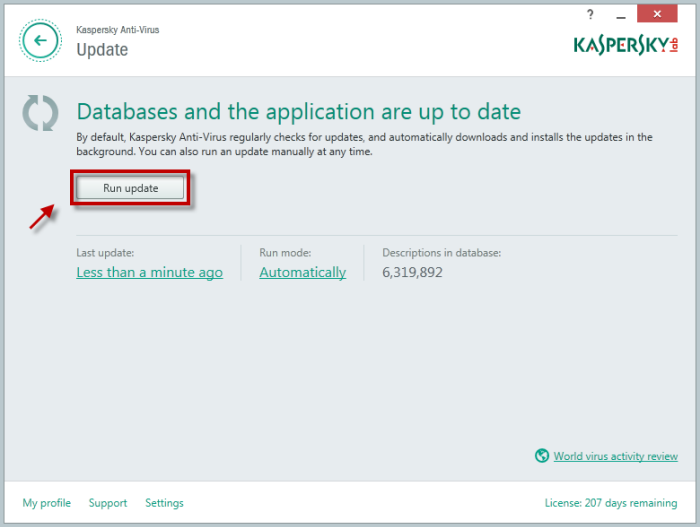 Kaspersky Anti-Virus
Update
?
KASPERSKY lab
Databases and the application are up to date
By default, Kaspersky Anti-Virus regularly checks for updates, and automatically downloads and installs the updates in the
background. You can also run an update manually at any time.
Run update
Last update:
Less than a minute ago
Run mode:
Automatically
Descriptions in database:
6,319,892
World virus activity review
My profile
Support
Settings
License: 207 days remaining